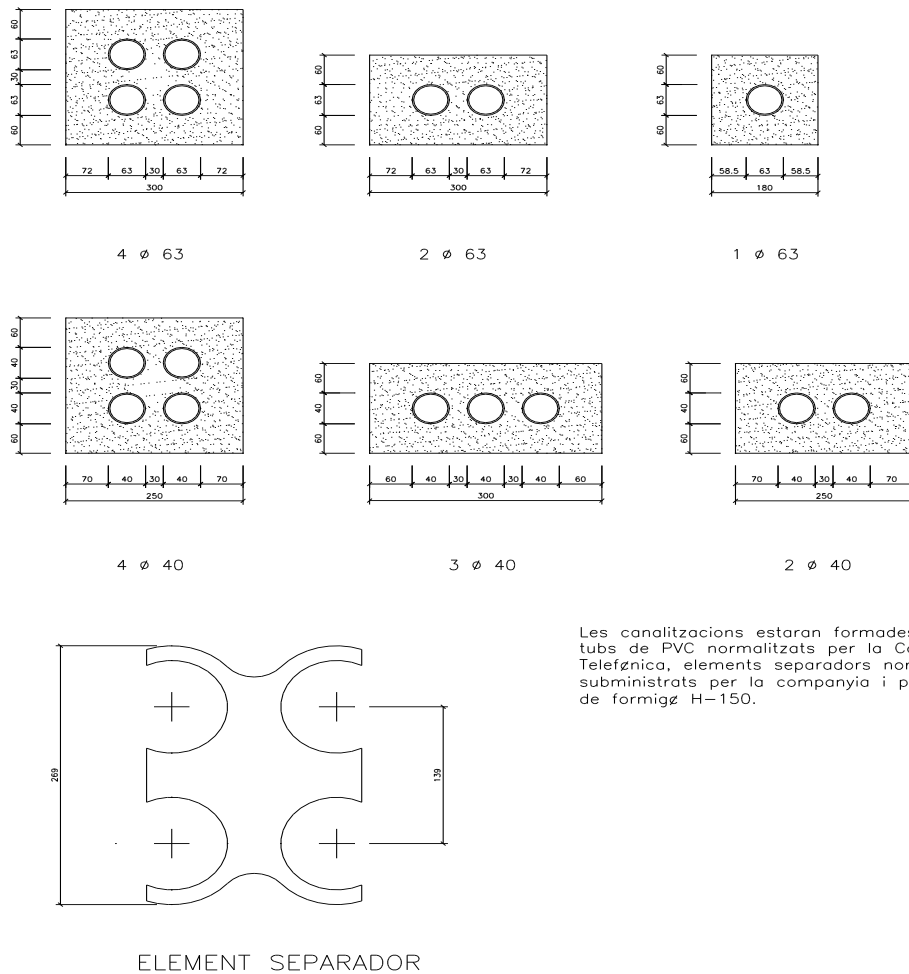 60
63
30
63
60
72 63 30 63 72
300
4 ø 63
60
63
60
72 63 30 63 72
300
2 ø 63
60
63
60
58.5 63 58.5
180
1 ø 63
60
40
30
40
60
70 40 30 40 70
250
4 ø 40
60
40
60
60 40 30 40 30 40 60
300
3 ø 40
60
40
60
70 40 30 40 70
250
2 ø 40
Les canalitzacions estaran formades
tubs de PVC normalitzats per la
Telefønica, elements separadors
subministrats per la companyia i
de formigø H-150.
269
139
ELEMENT SEPARADOR